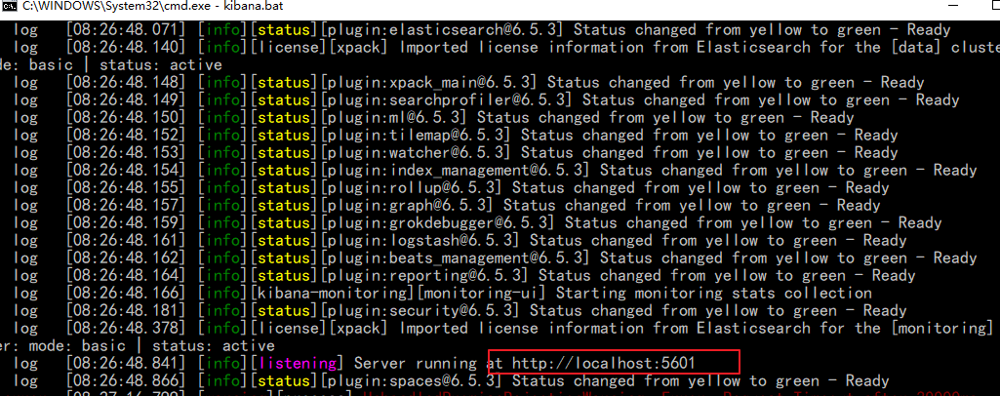 C:\WINDOWS\System32\cmd.exe - kibana.bat
log [08:26:48.071] [info][status][plugin:elasticsearch@6.5.3] Status changed from yellow to green - Ready
log [08:26:48.140] [info][license][xpack] Imported license information from Elasticsearch for the [data] cluste
de: basic | status: active
log [08:26:48.148] [info][status][plugin:xpack_main@6.5.3] Status changed from yellow to green - Ready
log [08:26:48.149] [info][status][plugin:searchprofiler@6.5.3] Status changed from yellow to green - Ready
log [08:26:48.150] [info][status][plugin:ml@6.5.3] Status changed from yellow to green - Ready
log [08:26:48.152] [info][status][plugin:tilemap@6.5.3] Status changed from yellow to green - Ready
log [08:26:48.153] [info][status][plugin:watcher@6.5.3] Status changed from yellow to green - Ready
log [08:26:48.154] [info][status][plugin:index_management@6.5.3] Status changed from yellow to green - Ready
log [08:26:48.155] [info][status][plugin:rollup@6.5.3] Status changed from yellow to green - Ready
log [08:26:48.157] [info][status][plugin:graph@6.5.3] Status changed from yellow to green - Ready
log [08:26:48.159] [info][status][plugin:grokdebugger@6.5.3] Status changed from yellow to green - Ready
log [08:26:48.161] [info][status][plugin:logstash@6.5.3] Status changed from yellow to green - Ready
log [08:26:48.162] [info][status][plugin:beats_management@6.5.3] Status changed from yellow to green - Ready
log [08:26:48.164] [info][status][plugin:reporting@6.5.3] Status changed from yellow to green - Ready
log [08:26:48.166] [info][kibana-monitoring][monitoring-ui] Starting monitoring stats collection
log [08:26:48.181] [info][status][plugin:security@6.5.3] Status changed from yellow to green - Ready
log [08:26:48.378] [info][license][xpack] Imported license information from Elasticsearch for the [monitoring]
er: mode: basic | status: active
log [08:26:48.841] [info][listening] Server running at http://localhost:5601
log [08:26:48.866] [info][status][plugin:spaces@6.5.3] Status changed from yellow to green - Ready